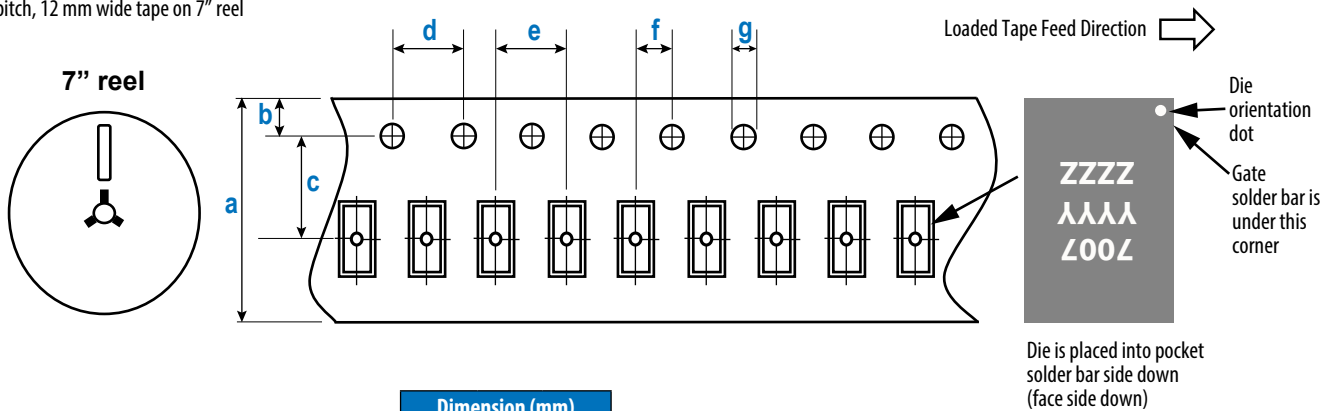 pitch, 12 mm wide tape on 7” reel
7” reel
a
b
c
d
e
f
g
Loaded Tape Feed Direction
Die
orientation
dot
Gate
solder bar is
under this
corner
2007
YYYY
ZZZZ
Die is placed into pocket
solder bar side down
(face side down)
Dimension (mm)